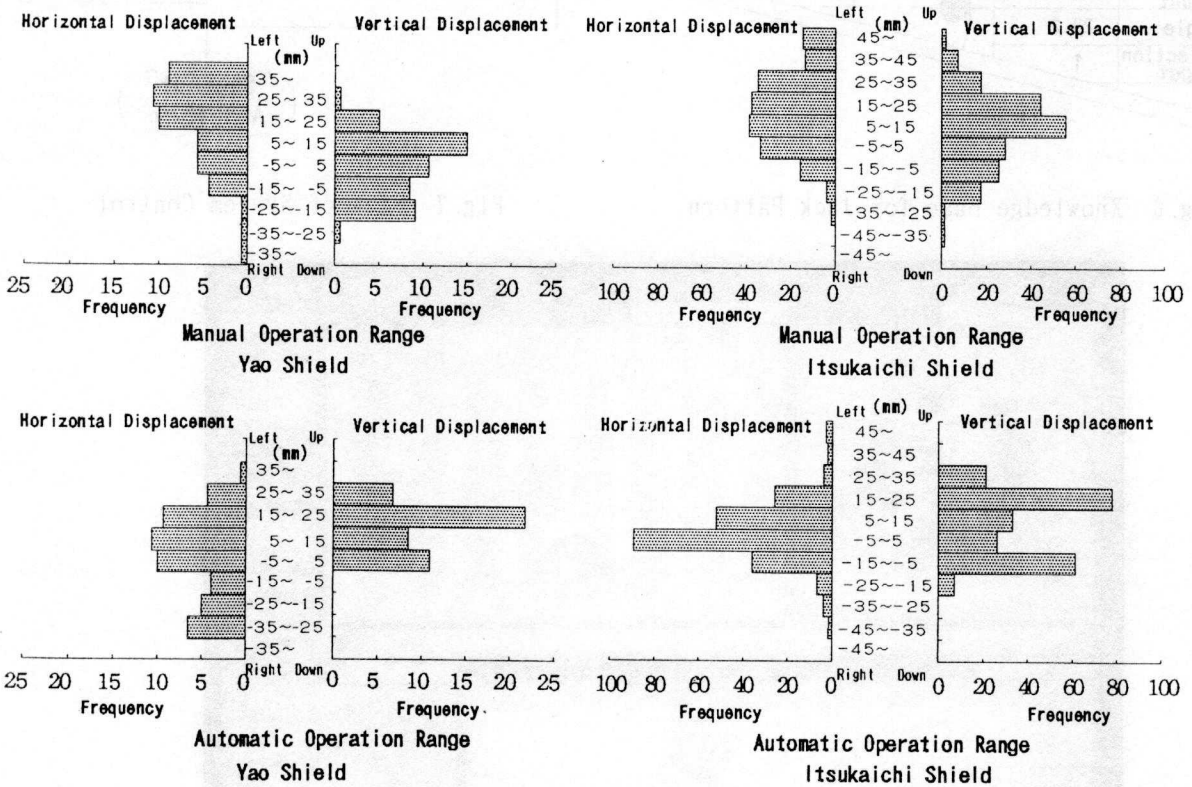 gle
action
Horizontal Displacement
Left Up
(mm)
Vertical Displacement
35~
25~ 35
15~ 25
5~ 15
-5~ 5
-15~ -5
-25~-15
-35~-25
-35~
Right Down
25 20 15 10 5 0
0 5 10 15 20 25
Frequency
Frequency
Manual Operation Range
Yao Shield
Horizontal Displacement
Left Up
Vertical Displacement
45~
35~45
25~35
15~25
5~15
-5~5
-15~-5
-25~-15
-35~-25
-45~-35
-45~
Right Down
100 80 60 40 20 0
0 20 40 60 80 100
Frequency
Frequency
Manual Operation Range
Itsukaichi Shield
Horizontal Displacement
Left Up
(mm)
Vertical Displacement
35~
25~ 35
15~ 25
5~ 15
-5~ 5
-15~ -5
-25~-15
-35~-25
-35~
Right Down
25 20 10 5 0
0 5 10 15 20 25
Frequency
Frequency
Automatic Operation Range
Yao Shield
Horizontal Displacement
Left (mm) Up
Vertical Displacement
45~
35~45
25~35
15~25
5~15
-5~5
-15~-5
-25~-15
-35~-25
-45~-35
-45~
Right Down
100 80 60 40 20 0
0 20 40 60 80 100
Frequency
Frequency
Automatic Operation Range
Itsukaichi Shield